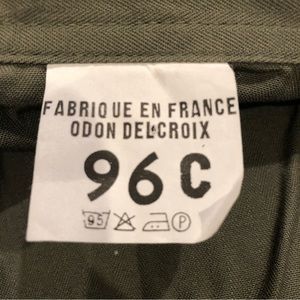 FABRIQUE EN FRANCE
ODON DELCROIX
96C
95 P